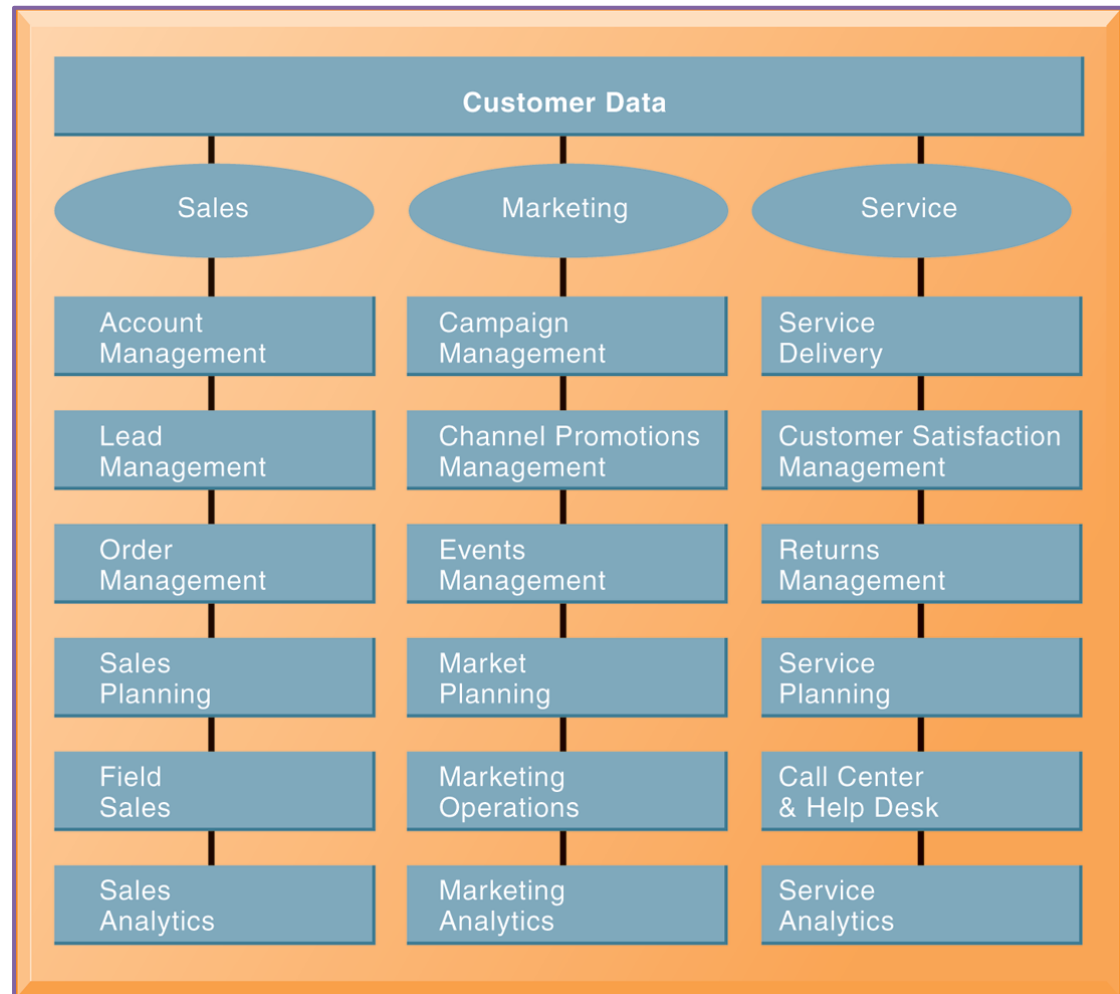 Customer Data
Sales
Marketing
Service
Account
Management
Campaign
Management
Service
Delivery
Lead
Management
Channel Promotions
Management
Customer Satisfaction
Management
Order
Management
Events
Management
Returns
Management
Sales
Planning
Market
Planning
Service
Planning
Field
Sales
Marketing
Operations
Call Center
& Help Desk
Sales
Analytics
Marketing
Analytics
Service
Analytics